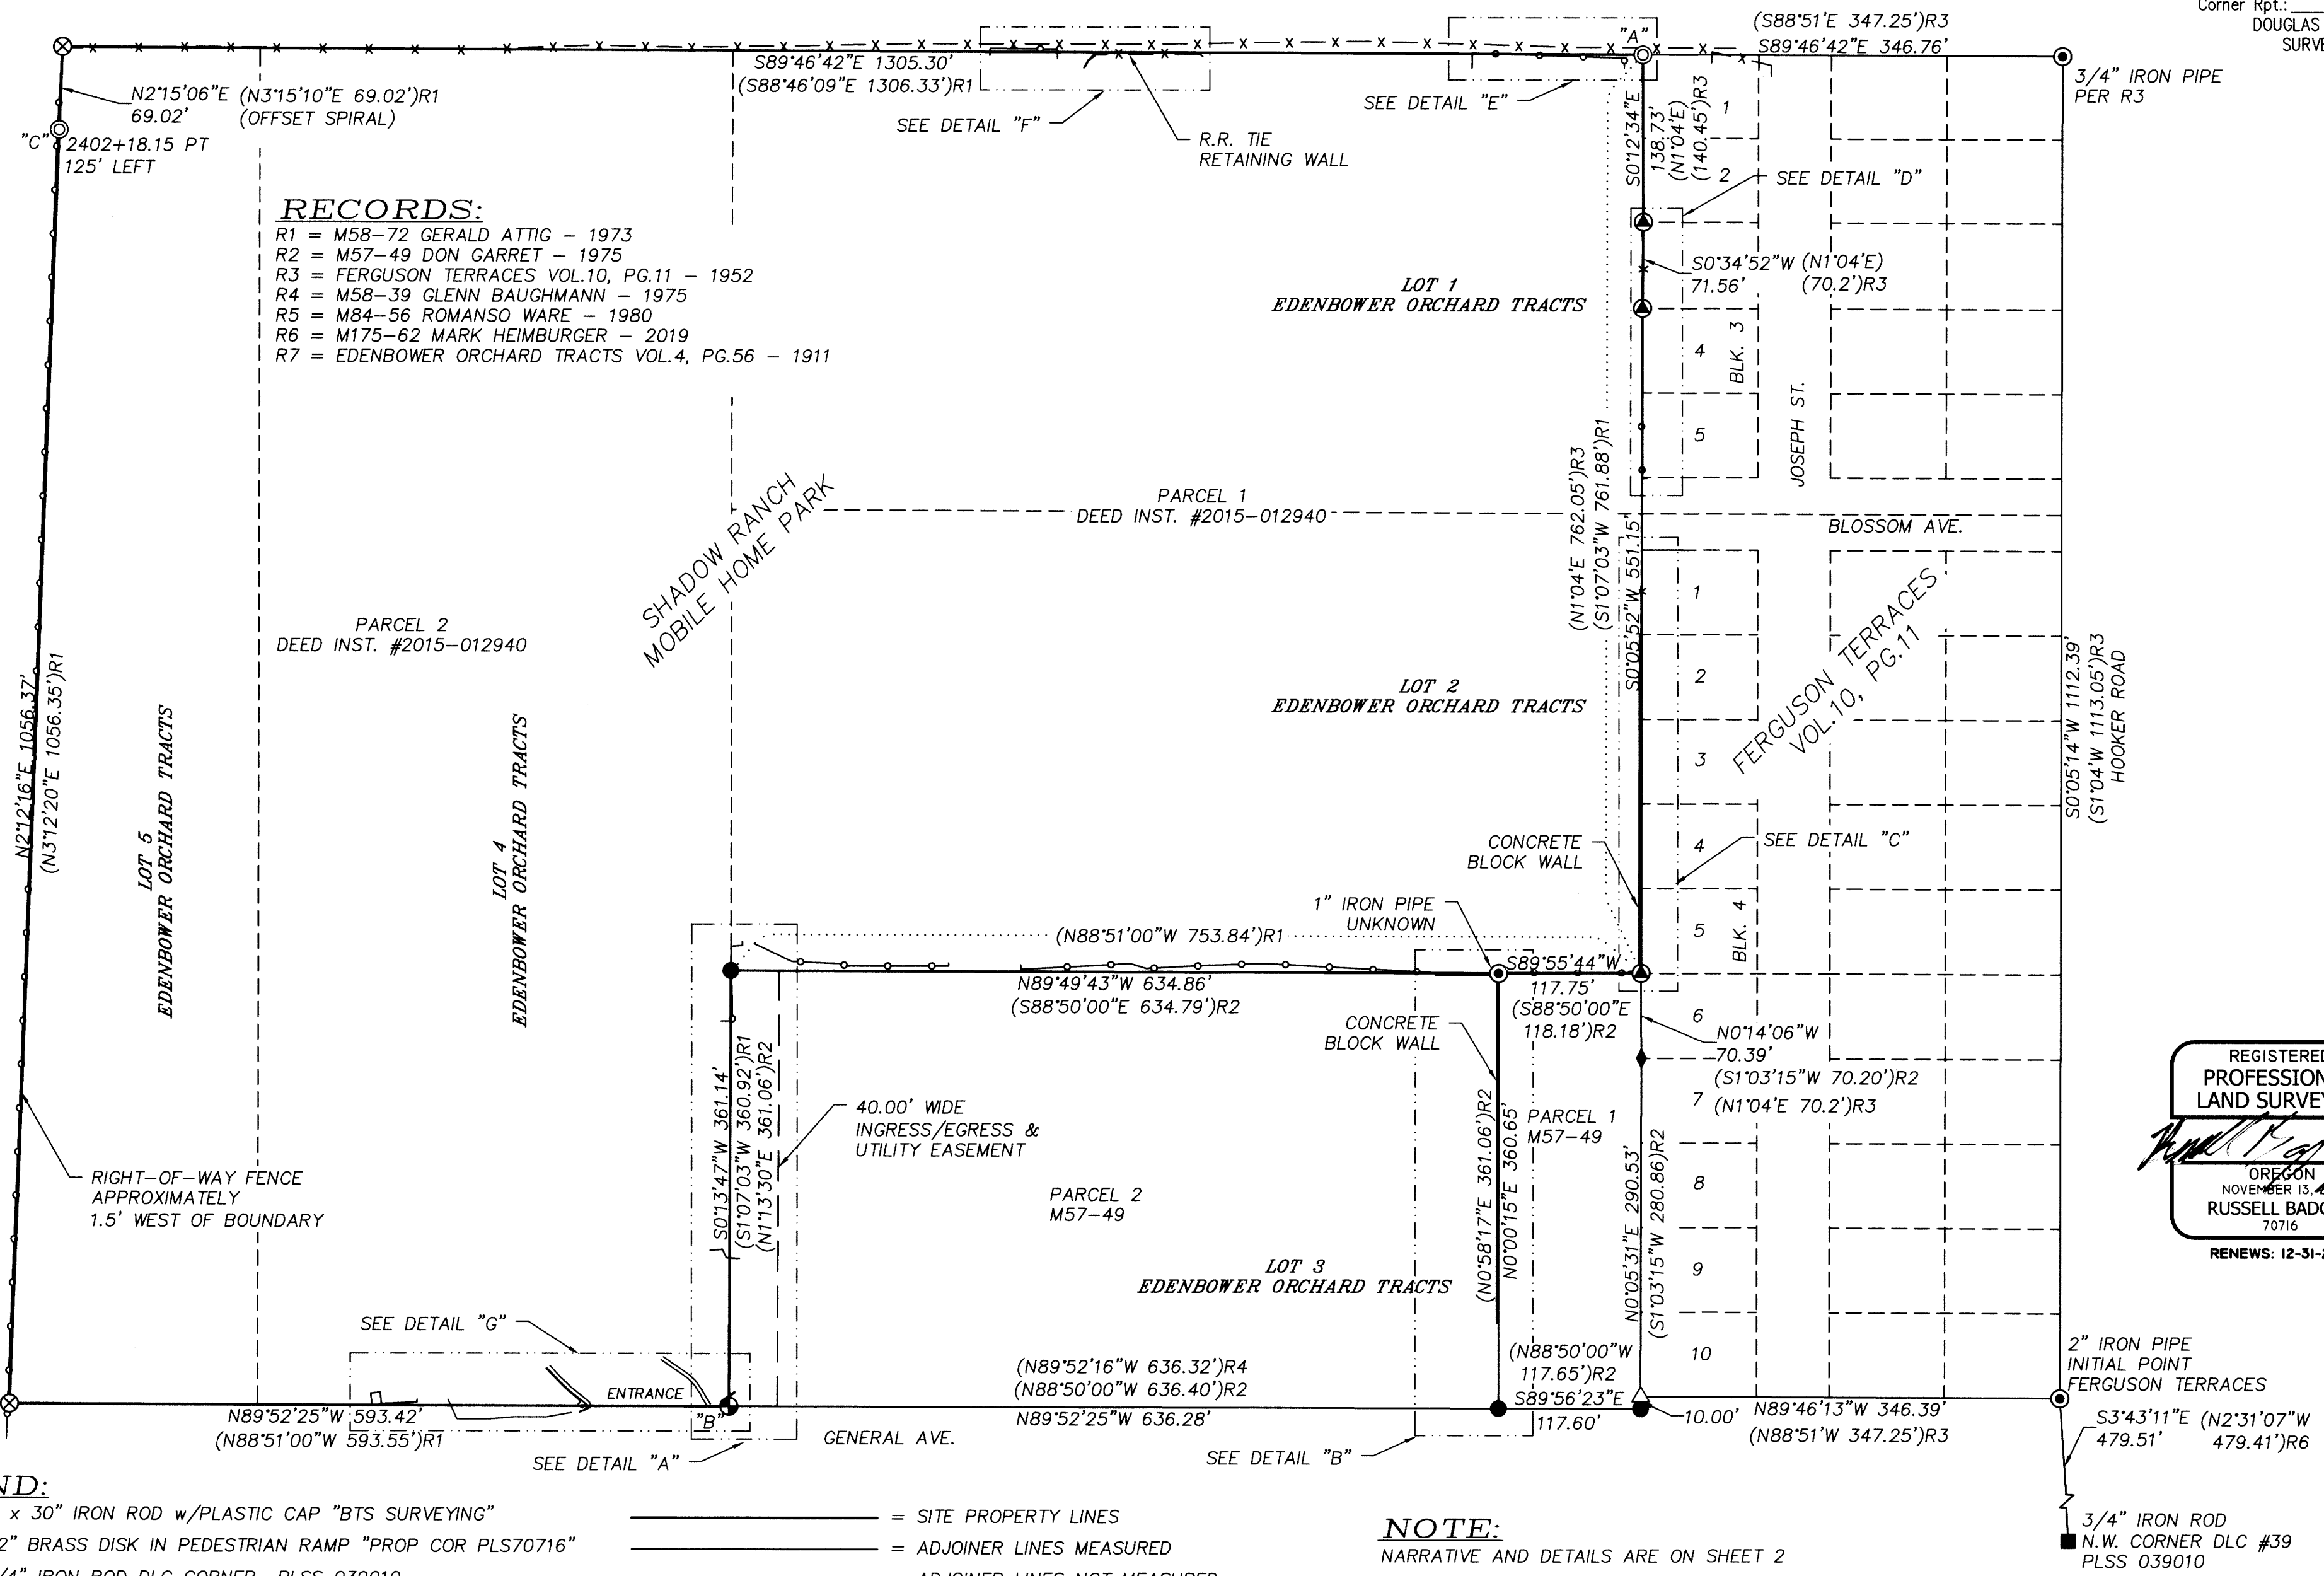 Corner Rpt.:
DOUGLAS
(S88°51'E 347.25')R3
S89°46'42"E 346.76'
"A"
3/4" IRON PIPE
PER R3
N2°15'06"E (N3°15'10"E 69.02')R1
69.02' (OFFSET SPIRAL)
"C"
2402+18.15 PT
125' LEFT
S89°46'42"E 1305.30'
(S88°46'09"E 1306.33')R1
SEE DETAIL "F"
R.R. TIE
RETAINING WALL
SEE DETAIL "E"
S0°12'34"E
138.73'
(N1°04'E)
(140.45')R3
1
2
SEE DETAIL "D"
RECORDS:
R1 = M58-72 GERALD ATTIG - 1973
R2 = M57-49 DON GARRET - 1975
R3 = FERGUSON TERRACES VOL.10, PG.11 - 1952
R4 = M58-39 GLENN BAUGHMANN - 1975
R5 = M84-56 ROMANSO WARE - 1980
R6 = M175-62 MARK HEIMBURGER - 2019
R7 = EDENBOWER ORCHARD TRACTS VOL.4, PG.56 - 1911
S0°34'52"W (N1°04'E)
71.56' (70.2')R3
LOT 1
EDENBOWER ORCHARD TRACTS
4
BLK. 3
5
JOSEPH ST.
(N1°04'E 762.05')R3
(S1°07'03"W 761.88')R1
S0°05'52"W 551.15'
PARCEL 1
DEED INST. #2015-012940
BLOSSOM AVE.
SHADOW RANCH
MOBILE HOME PARK
PARCEL 2
DEED INST. #2015-012940
1
2
3
4
5
BLK. 4
FERGUSON TERRACES
VOL.10, PG.11
LOT 2
EDENBOWER ORCHARD TRACTS
S0°05'14"W 1112.39'
(S1°04'W 1113.05')R3
HOOKER ROAD
N2°12'16"E 1056.37'
(N3°12'20"E 1056.35')R1
LOT 5
EDENBOWER ORCHARD TRACTS
LOT 4
EDENBOWER ORCHARD TRACTS
CONCRETE
BLOCK WALL
SEE DETAIL "C"
1" IRON PIPE
UNKNOWN
(N88°51'00"W 753.84')R1
N89°49'43"W 634.86'
(S88°50'00"E 634.79')R2
S89°55'44"W
117.75'
(S88°50'00"E
118.18')R2
CONCRETE
BLOCK WALL
6
N0°14'06"W
70.39'
(S1°03'15"W 70.20')R2
7 (N1°04'E 70.2')R3
S0°13'47"W 361.14'
(S1°07'03"W 360.92')R1
(N1°13'30"E 361.06')R2
40.00' WIDE
INGRESS/EGRESS &
UTILITY EASEMENT
(N0°58'17"E 361.06')R2
N0°00'15"E 360.65'
PARCEL 1
M57-49
N0°05'31"E 290.53'
(S1°03'15"W 280.86)R2
8
9
10
PARCEL 2
M57-49
LOT 3
EDENBOWER ORCHARD TRACTS
RIGHT-OF-WAY FENCE
APPROXIMATELY
1.5' WEST OF BOUNDARY
REGISTERED
PROFESSION
LAND SURVEY
OREGON
NOVEMBER 13,
RUSSELL BADG
70716
RENEWS: 12-31-
SEE DETAIL "G"
ENTRANCE
"B"
N89°52'25"W 593.42'
(N88°51'00"W 593.55')R1
SEE DETAIL "A"
GENERAL AVE.
(N89°52'16"W 636.32')R4
(N88°50'00"W 636.40')R2
N89°52'25"W 636.28'
(N88°50'00"W
117.65')R2
S89°56'23"E
117.60'
SEE DETAIL "B"
10.00'
N89°46'13"W 346.39'
(N88°51'W 347.25')R3
2" IRON PIPE
INITIAL POINT
FERGUSON TERRACES
S3°43'11"E (N2°31'07"W
479.51' 479.41')R6
3/4" IRON ROD
N.W. CORNER DLC #39
PLSS 039010
ND:
x 30" IRON ROD w/PLASTIC CAP "BTS SURVEYING"
2" BRASS DISK IN PEDESTRIAN RAMP "PROP COR PLS70716"
/4" IRON ROD DLC CORNER PLSS 039010
= SITE PROPERTY LINES
= ADJOINER LINES MEASURED
ADJOINER LINES NOT MEASURED
NOTE:
NARRATIVE AND DETAILS ARE ON SHEET 2